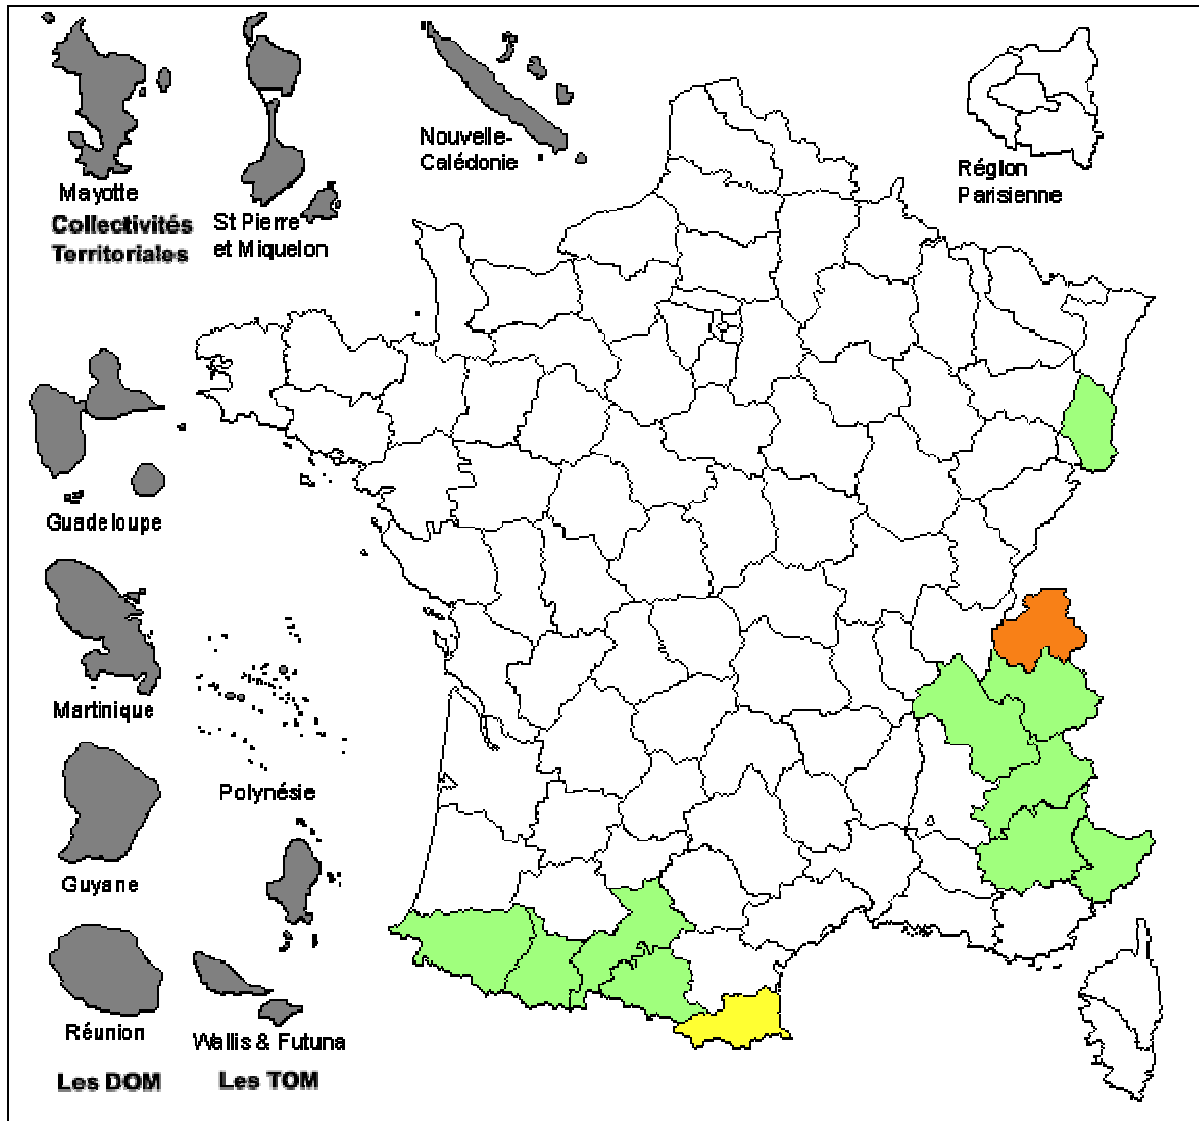 Mayotte
Collectivités
Territoriales
St Pierre
et Miquelon
Nouvelle-
Calédonie
Région
Parisienne
Guadeloupe
Martinique
Polynésie
Guyane
Réunion
Wallis & Futuna
Les DOM
Les TOM